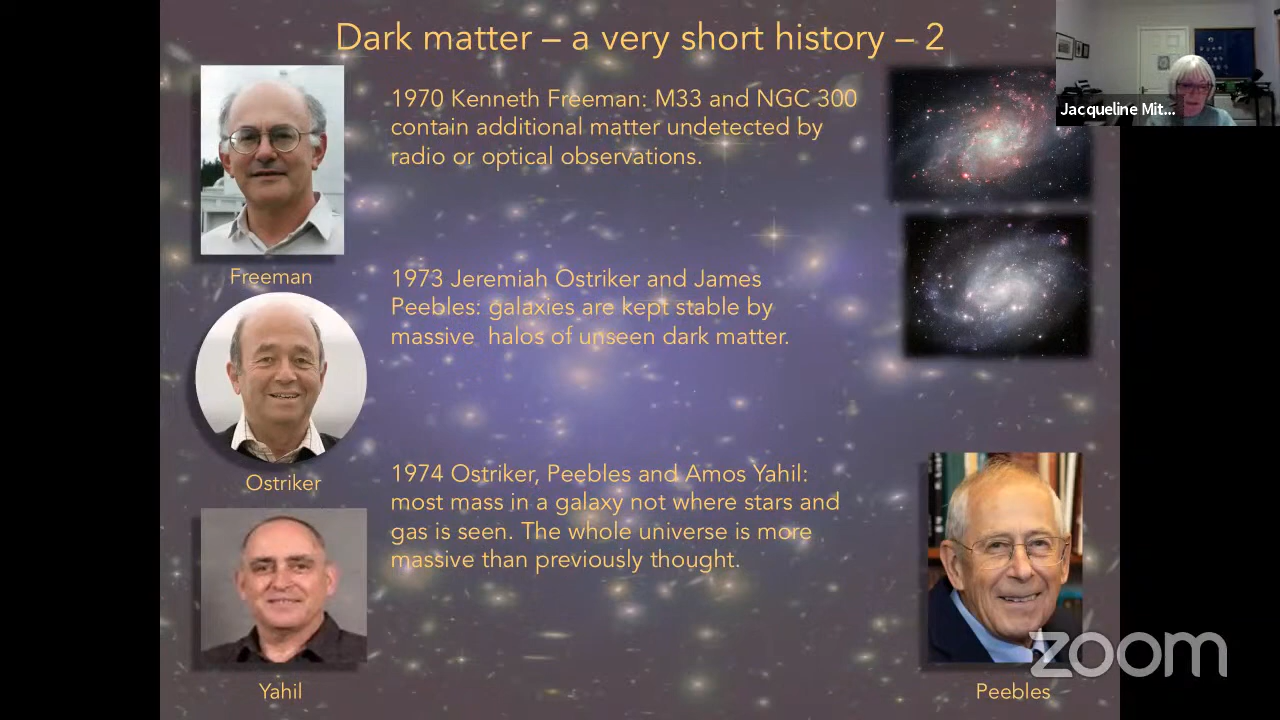 Dark matter – a very short history – 2
Jacqueline Mit...
1970 Kenneth Freeman: M33 and NGC 300
contain additional matter undetected by
radio or optical observations.
Freeman
1973 Jeremiah Ostriker and James
Peebles: galaxies are kept stable by
massive  halos of unseen dark matter.
Ostriker
1974 Ostriker, Peebles and Amos Yahil:
most mass in a galaxy not where stars and
gas is seen. The whole universe is more
massive than previously thought.
zoom
Yahil
Peebles